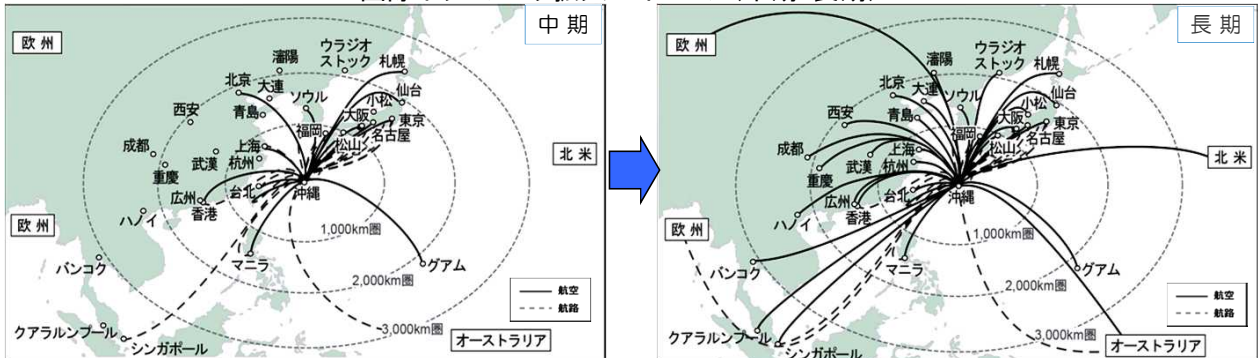 中期
欧州
瀋陽
ウラジオ
ストック
札幌
北京
大連
ソウル
仙台
小松
西安
青島
大阪
東京
福岡
名古屋
成都
上海
松山
武漢
杭州
重慶
北米
台北
沖縄
広州
香港
欧州
ハノイ
1,000km圏
マニラ
グアム
バンコク
2,000km圏
航空
航路
クアラルンプール
3,000km圏
シンガポール
オーストラリア
長期
欧州
瀋陽
ウラジオ
ストック
札幌
北京
大連
ソウル
仙台
小松
西安
青島
大阪
東京
福岡
名古屋
成都
上海
松山
武漢
杭州
重慶
北米
台北
沖縄
広州
香港
欧州
ハノイ
1,000km圏
マニラ
グアム
バンコク
2,000km圏
航空
航路
クアラルンプール
3,000km圏
シンガポール
オーストラリア